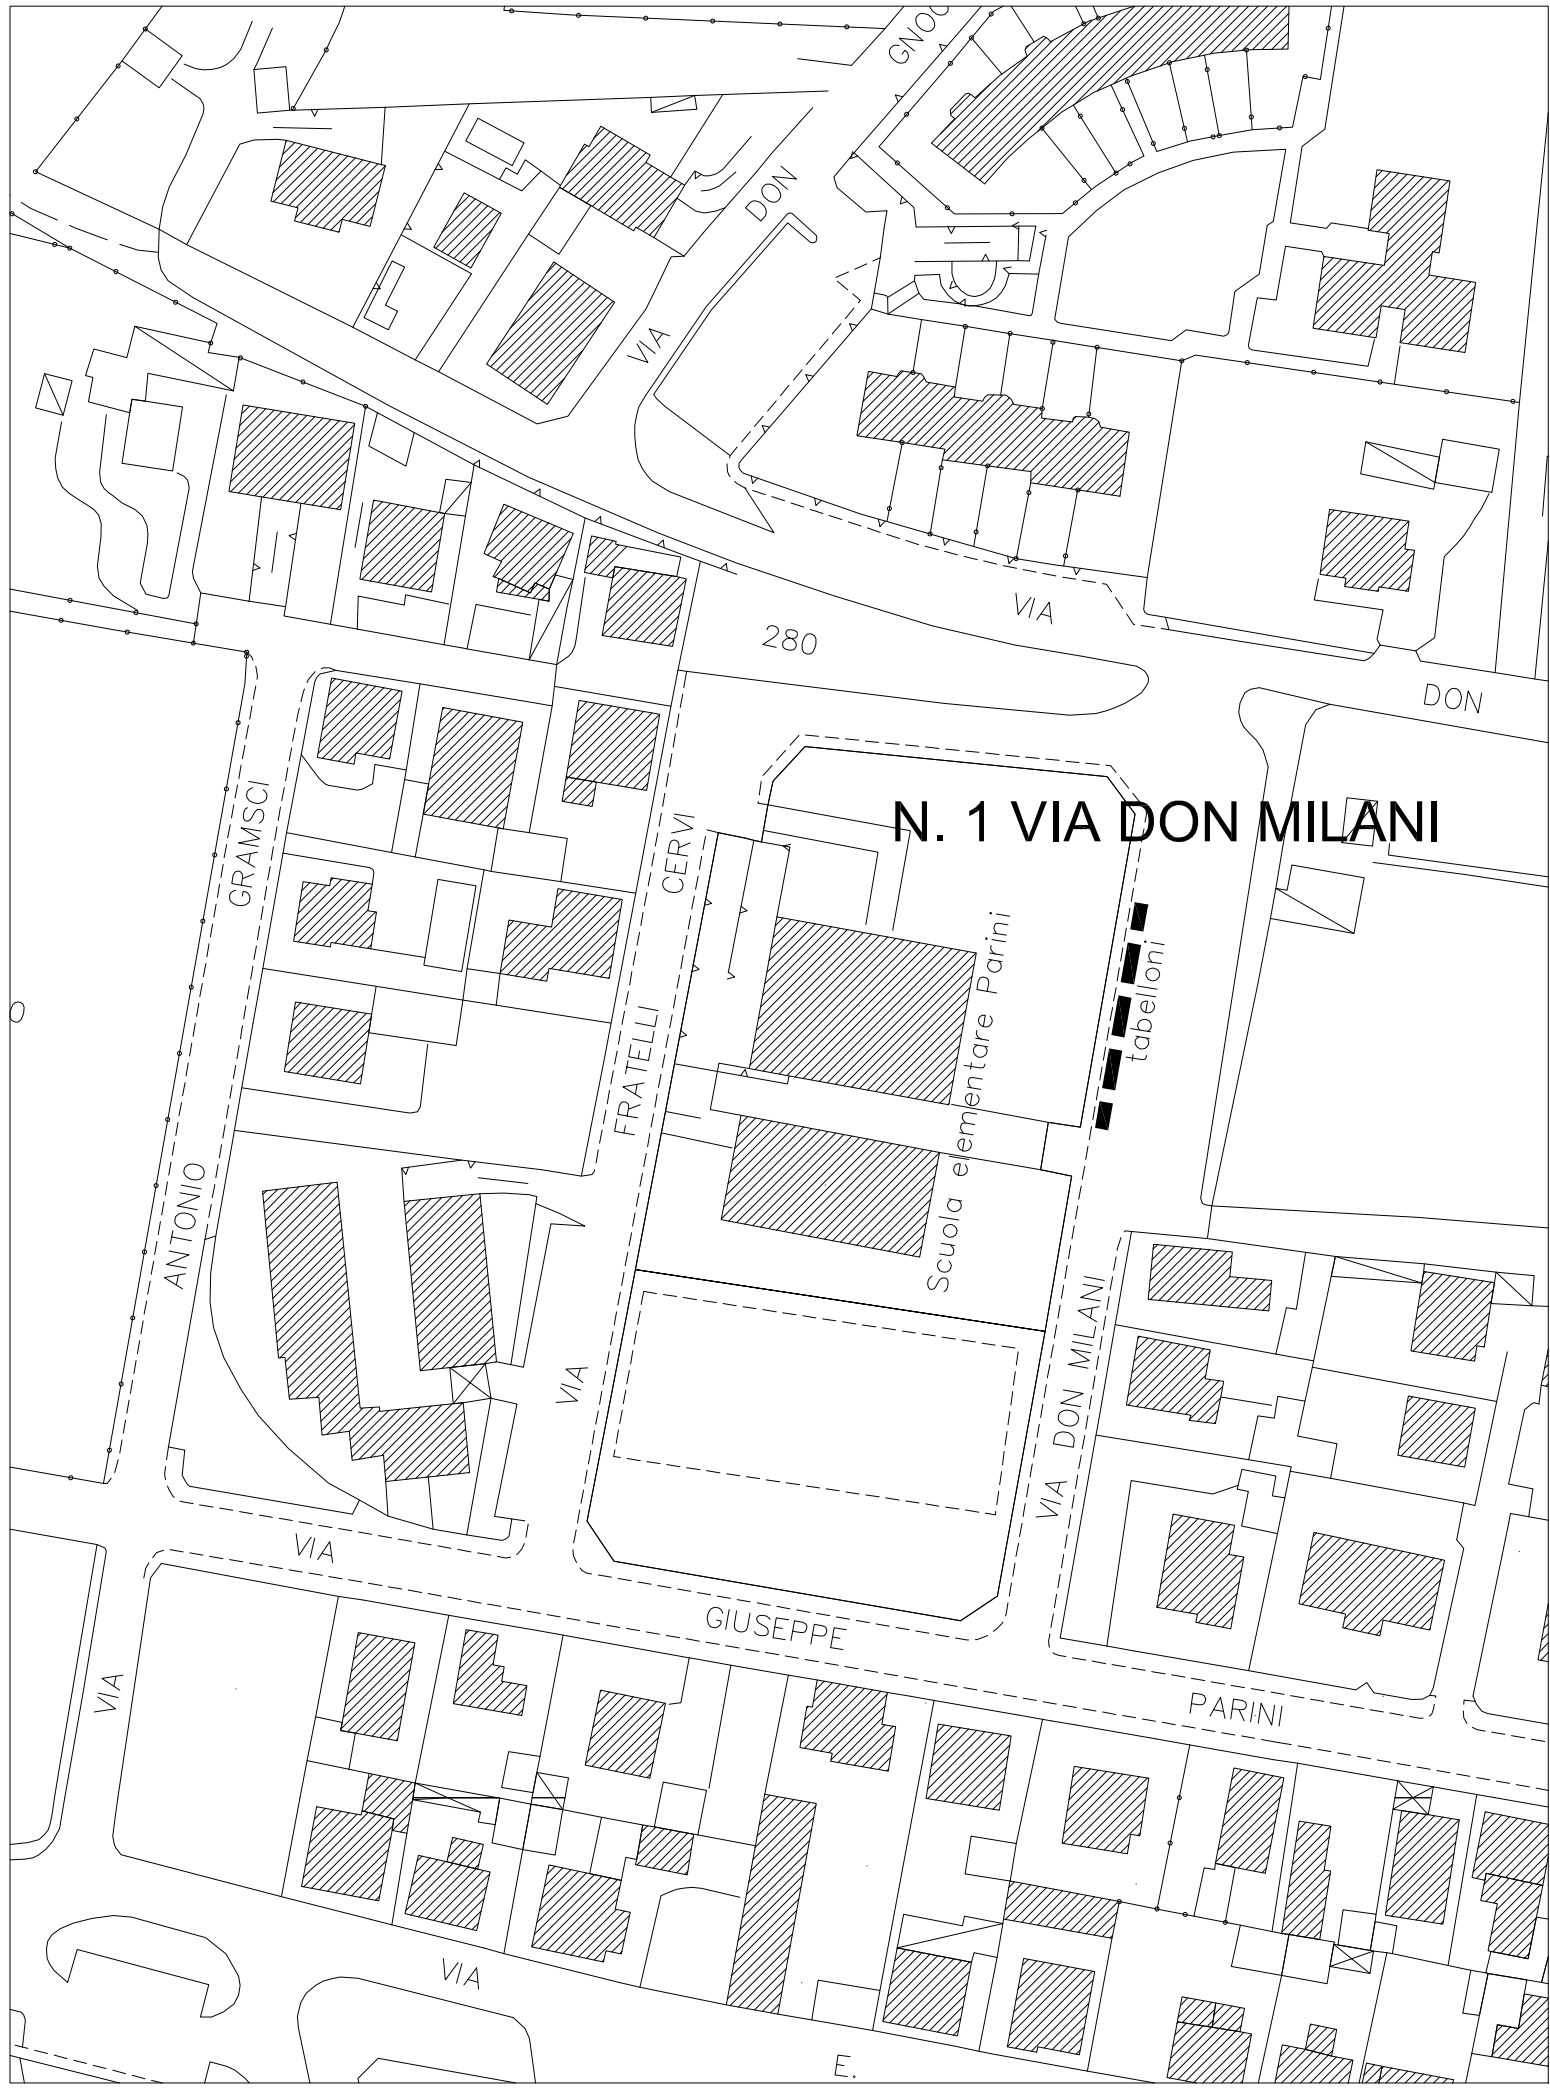 GNOC
DON
VIA
VIA
280
DON
N. 1 VIA DON MILANI
GRAMSCI
CERVI
Scuola elementare Parini
tabelloni
FRATELLI
ANTONIO
VIA DON MILANI
VIA
VIA
GIUSEPPE
VIA
PARINI
VIA
E.